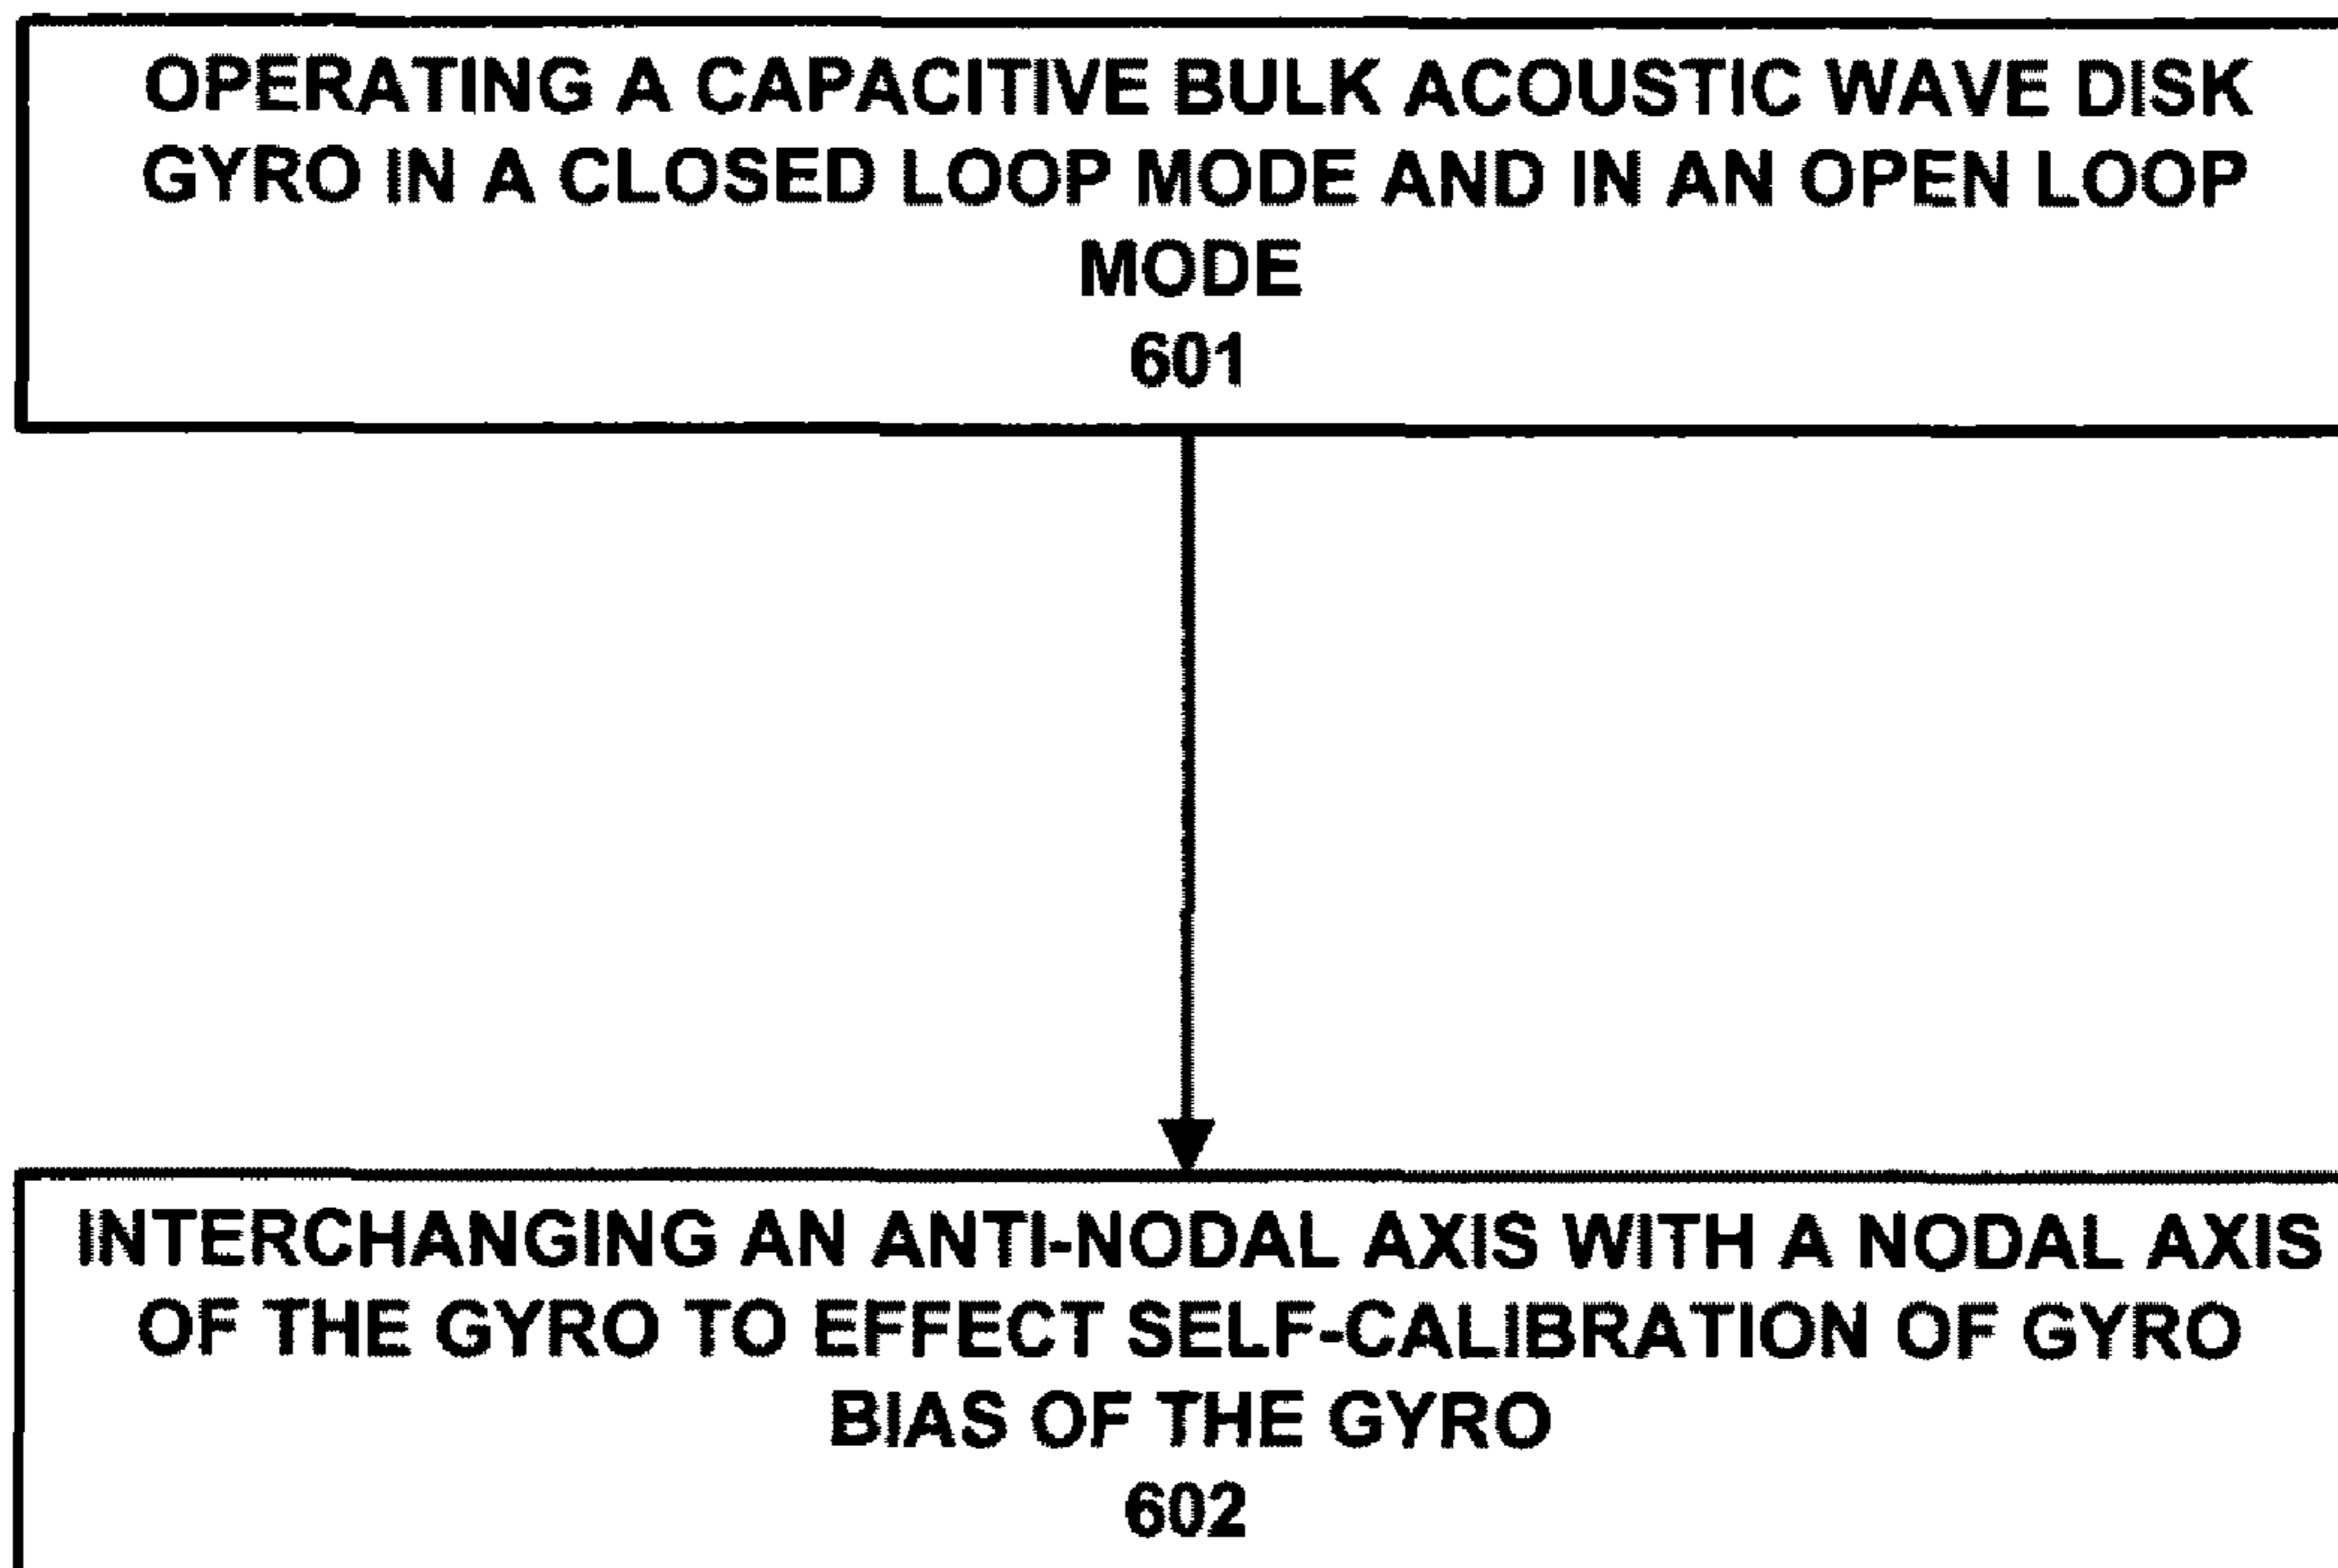 OPERATING A CAPACITIVE BULK ACOUSTIC WAVE DISK
GYRO IN A CLOSED LOOP MODE AND IN AN OPEN LOOP
MODE
601
INTERCHANGING AN ANTI-NODAL AXIS WITH A NODAL AXIS
OF THE GYRO TO EFFECT SELF-CALIBRATION OF GYRO
BIAS OF THE GYRO
602